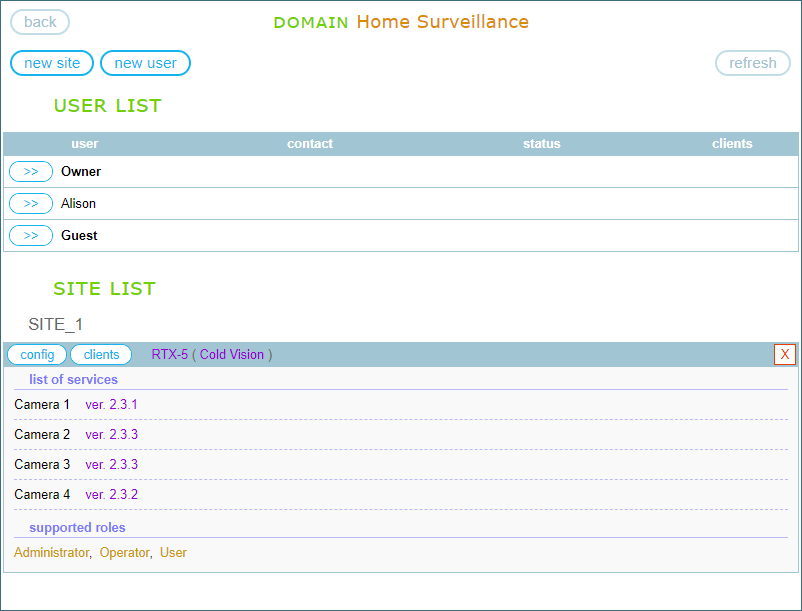 back DOMAIN Home Surveillance
new site new user refresh
USER LIST
user contact status clients
>> Owner
>> Alison
>> Guest
SITE LIST
SITE_1
config clients RTX-5 ( Cold Vision ) X
list of services
Camera 1 ver. 2.3.1
Camera 2 ver. 2.3.3
Camera 3 ver. 2.3.3
Camera 4 ver. 2.3.2
supported roles
Administrator, Operator, User